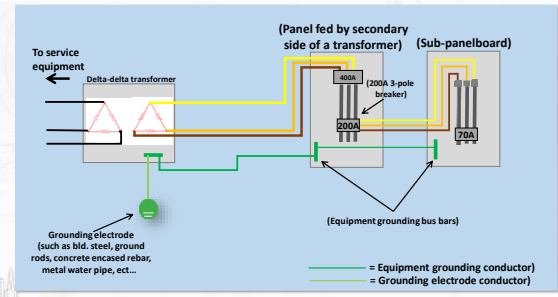 To service
equipment
Delta-delta transformer
(Panel fed by secondary
side of a transformer)
(Sub-panelboard)
400A
(200A 3-pole
breaker)
200A
70A
Grounding electrode
(such as bld. steel, ground
rods, concrete encased rebar,
metal water pipe, ect...
(Equipment grounding bus bars)
= Equipment grounding conductor)
= Grounding electrode conductor)